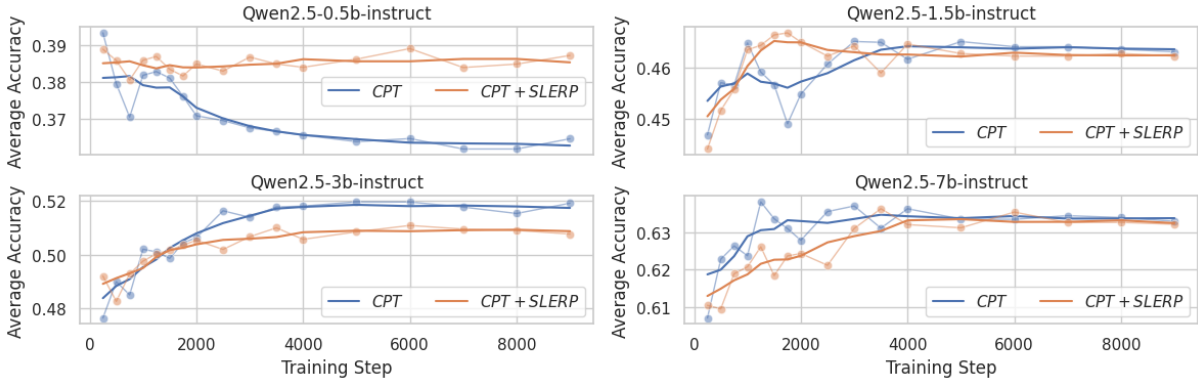 Qwen2.5-0.5b-instruct
Average Accuracy
0.39
0.38
0.37
CPT
CPT + SLERP
Qwen2.5-1.5b-instruct
Average Accuracy
0.46
0.45
CPT
CPT + SLERP
Qwen2.5-3b-instruct
Average Accuracy
0.52
0.50
0.48
CPT
CPT + SLERP
0 2000 4000 6000 8000
Training Step
Qwen2.5-7b-instruct
Average Accuracy
0.63
0.62
0.61
CPT
CPT + SLERP
0 2000 4000 6000 8000
Training Step